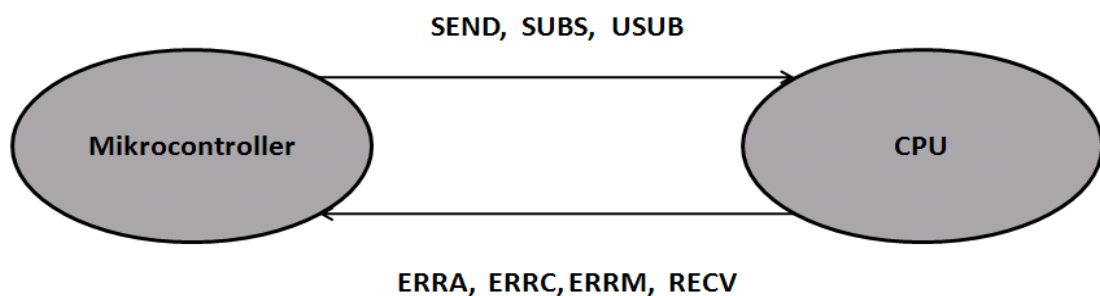 SEND, SUBS, USUB
Mikrocontroller
CPU
ERRA, ERRC, ERRM, RECV